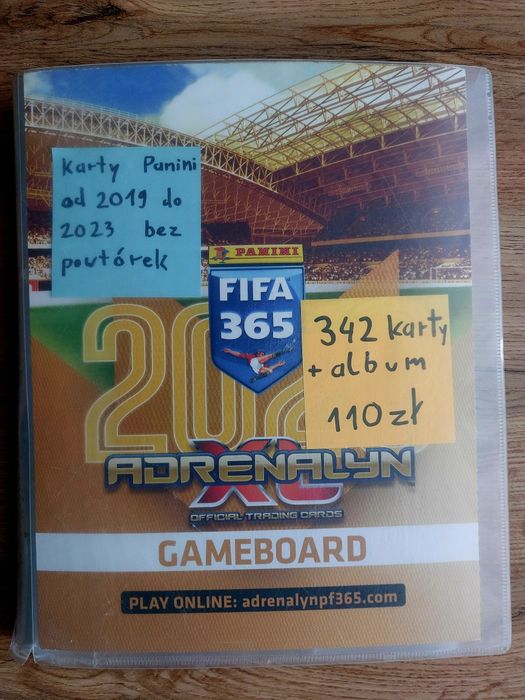 Karty Panini
od 2019 do
2023 bez
powtórek
PANINI
FIFA
365
342 karty
+ album
110 zł
202
ADRENALYN
XL
OFFICIAL TRADING CARDS
GAMEBOARD
PLAY ONLINE: adrenalynpf365.com